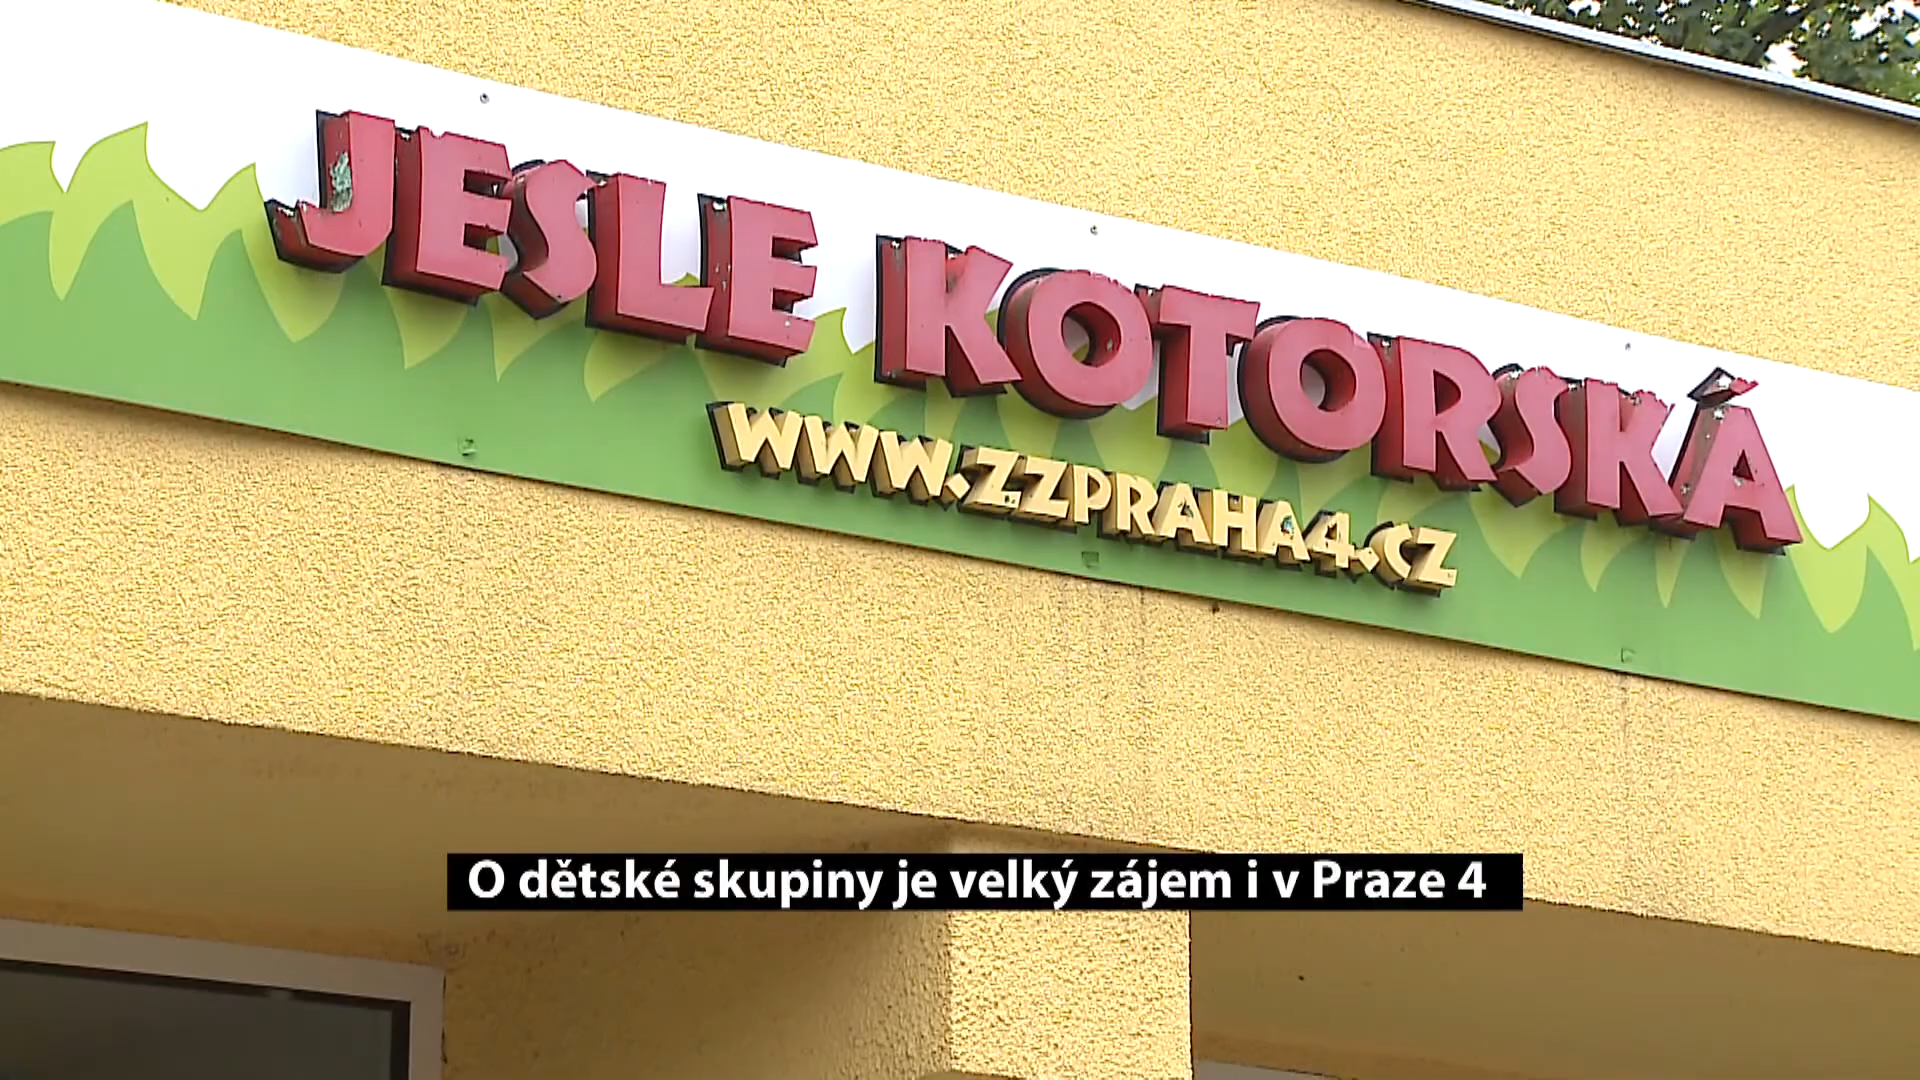 JESLE KOTORSKÁ
WWW.ZZPRAHA4.CZ
O dětské skupiny je velký zájem i v Praze 4